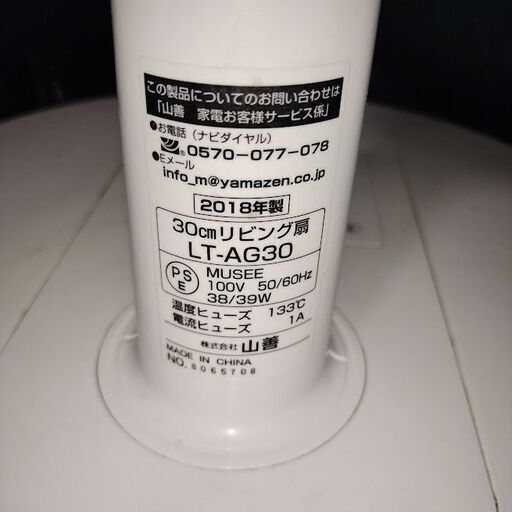 この製品についてのお問い合わせは
「山善 家電お客様サービス係」
●お電話(ナビダイヤル)
0570-077-078
●Eメール
info_m@yamazen.co.jp
2018年製
30cmリビング扇
LT-AG30
PS E
MUSEE
100V 50/60Hz
38/39W
温度ヒューズ 133℃
電流ヒューズ 1A
株式会社 山善
MADE IN CHINA
NO. 8065708